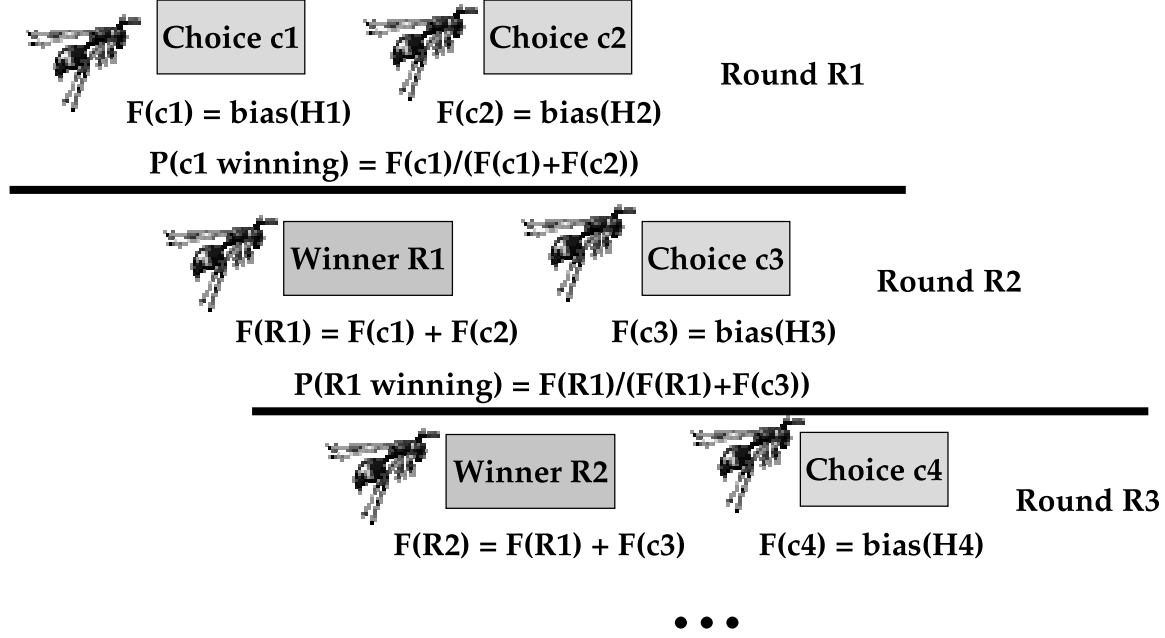 Choice c1
Choice c2
Round R1
F(c1) = bias(H1)
F(c2) = bias(H2)
P(c1 winning) = F(c1)/(F(c1)+F(c2))
Winner R1
Choice c3
Round R2
F(R1) = F(c1) + F(c2)
F(c3) = bias(H3)
P(R1 winning) = F(R1)/(F(R1)+F(c3))
Winner R2
Choice c4
Round R3
F(R2) = F(R1) + F(c3)
F(c4) = bias(H4)
• • •